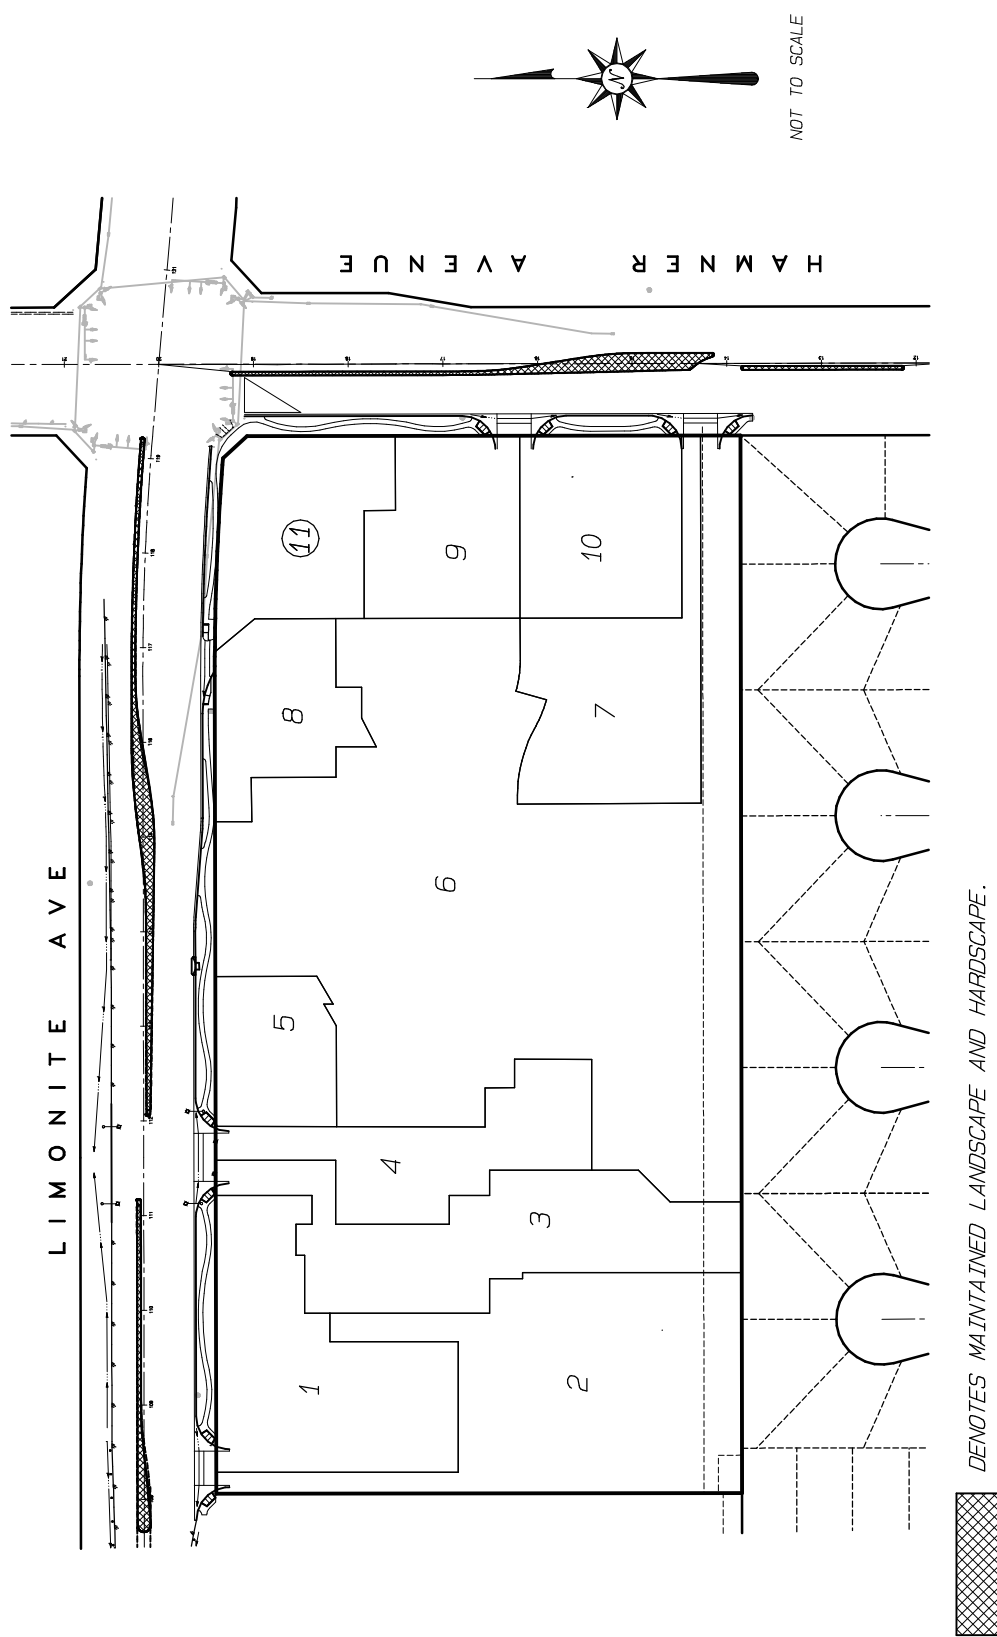 N
NOT TO SCALE
HAMNER AVENUE
LIMONITE AVE
11
9
10
8
7
6
5
4
3
1
2
DENOTES MAINTAINED LANDSCAPE AND HARDSCAPE.